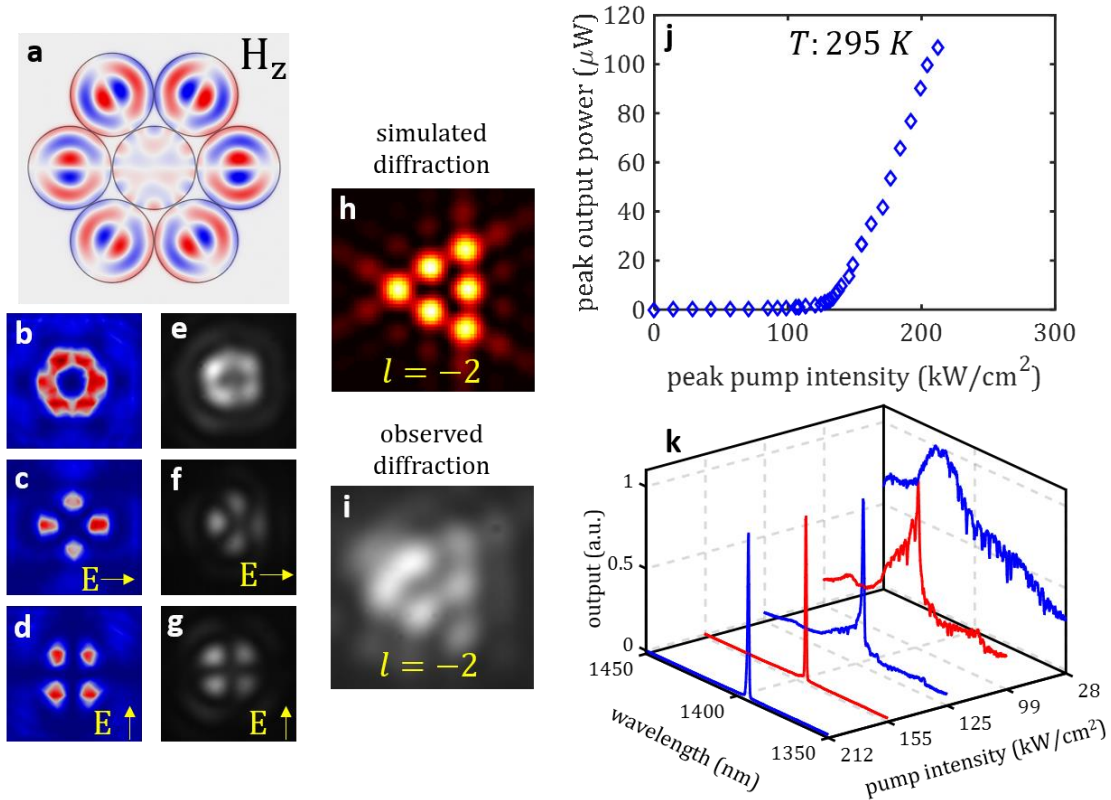 a
H_z
b
e
c
E→
f
E→
d
E↑
g
E↑
simulated
diffraction
h
l = −2
observed
diffraction
i
l = −2
j
T: 295 K
peak output power (μW)
120
100
80
60
40
20
0
0 100 200 300
peak pump intensity (kW/cm²)
k
output (a.u.)
1
0.5
0
1450
1400
1350
wavelength (nm)
212
155
125
99
28
pump intensity (kW/cm²)